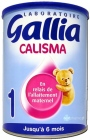 LABORATOIRE
Gallia
CALISMA
1
En relais de
l'allaitement
maternel
Jusqu'à 6 mois